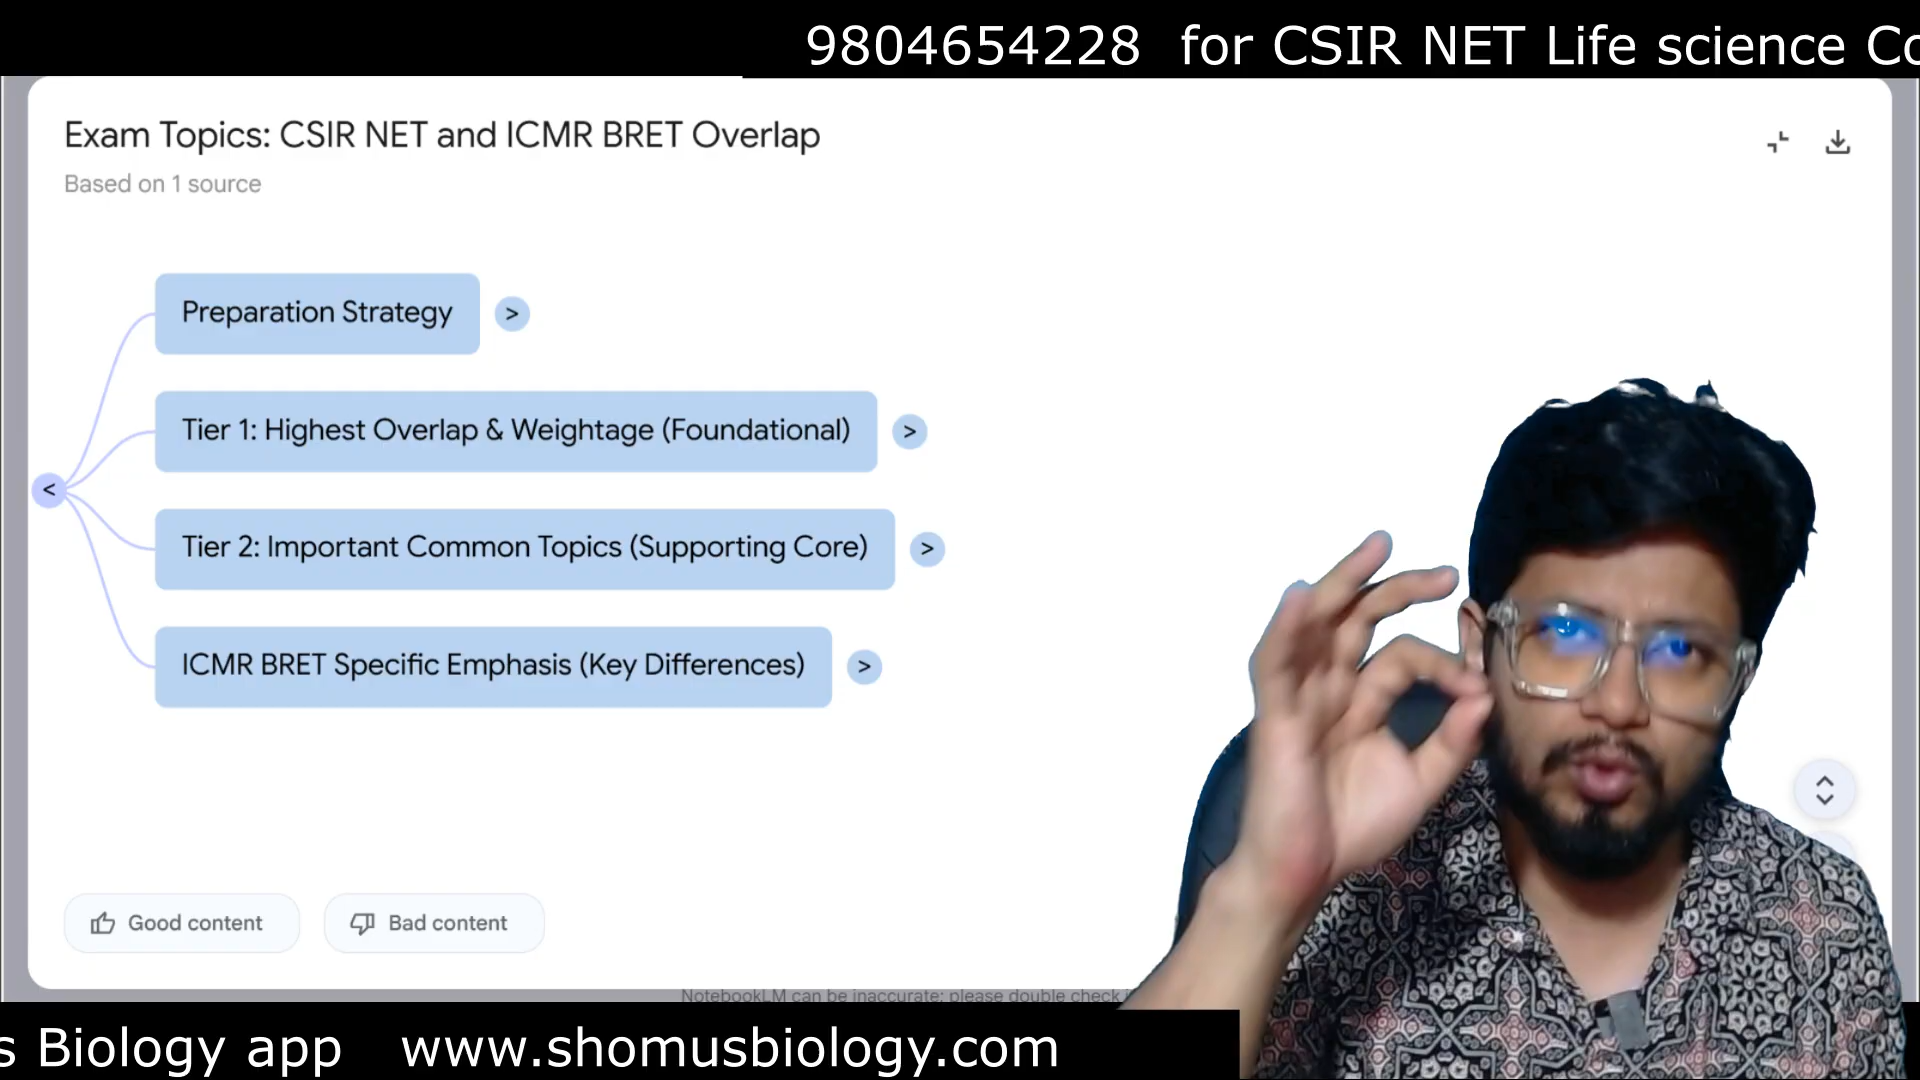 9804654228 for CSIR NET Life science Co
Exam Topics: CSIR NET and ICMR BRET Overlap
Based on 1 source
Preparation Strategy >
Tier 1: Highest Overlap & Weightage (Foundational) >
<
Tier 2: Important Common Topics (Supporting Core) >
ICMR BRET Specific Emphasis (Key Differences) >
Good content
Bad content
NotebookLM can be inaccurate; please double check
s Biology app www.shomusbiology.com